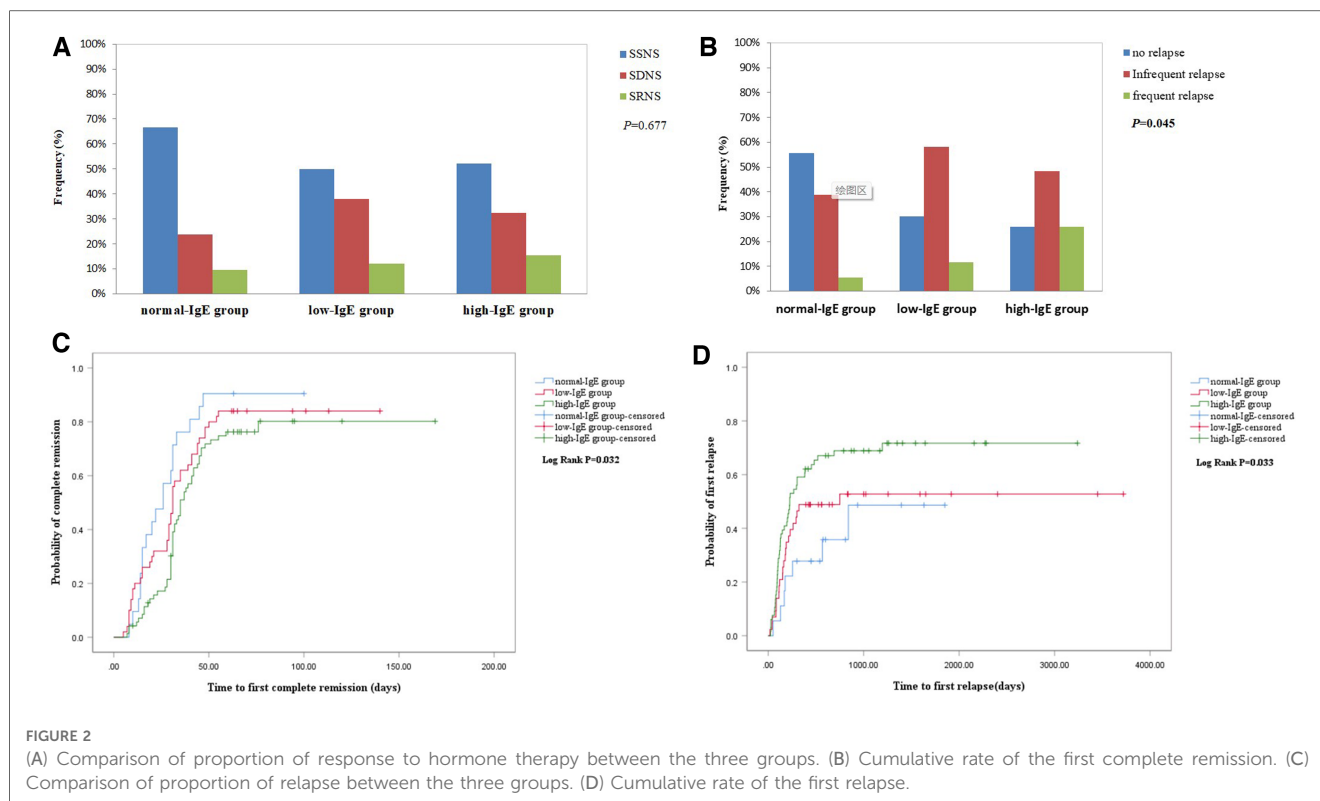 A
100%
90%
80%
70%
60%
50%
40%
30%
20%
10%
0%
Frequency (%)
normal-IgE group low-IgE group high-IgE group
SSNS
SDNS
SRNS
P=0.677
B
100%
90%
80%
70%
60%
50%
40%
30%
20%
10%
0%
Frequency (%)
绘图区
normal-IgE group low-IgE group high-IgE group
no relapse
Infrequent relapse
frequent relapse
P=0.045
C
1.0
0.8
0.6
0.4
0.2
0.0
Probability of complete remission
.00 50.00 100.00 150.00 200.00
Time to first complete remission (days)
normal-IgE group
low-IgE group
high-IgE group
normal-IgE group-censored
low-IgE group-censored
high-IgE group-censored
Log Rank P=0.032
D
1.0
0.8
0.6
0.4
0.2
0.0
Probability of first relapse
.00 1000.00 2000.00 3000.00 4000.00
Time to first relapse(days)
normal-IgE group
low-IgE group
high-IgE group
normal-IgE-censored
low-IgE-censored
high-IgE-censored
Log Rank P=0.033
FIGURE 2
(A) Comparison of proportion of response to hormone therapy between the three groups. (B) Cumulative rate of the first complete remission. (C)
Comparison of proportion of relapse between the three groups. (D) Cumulative rate of the first relapse.